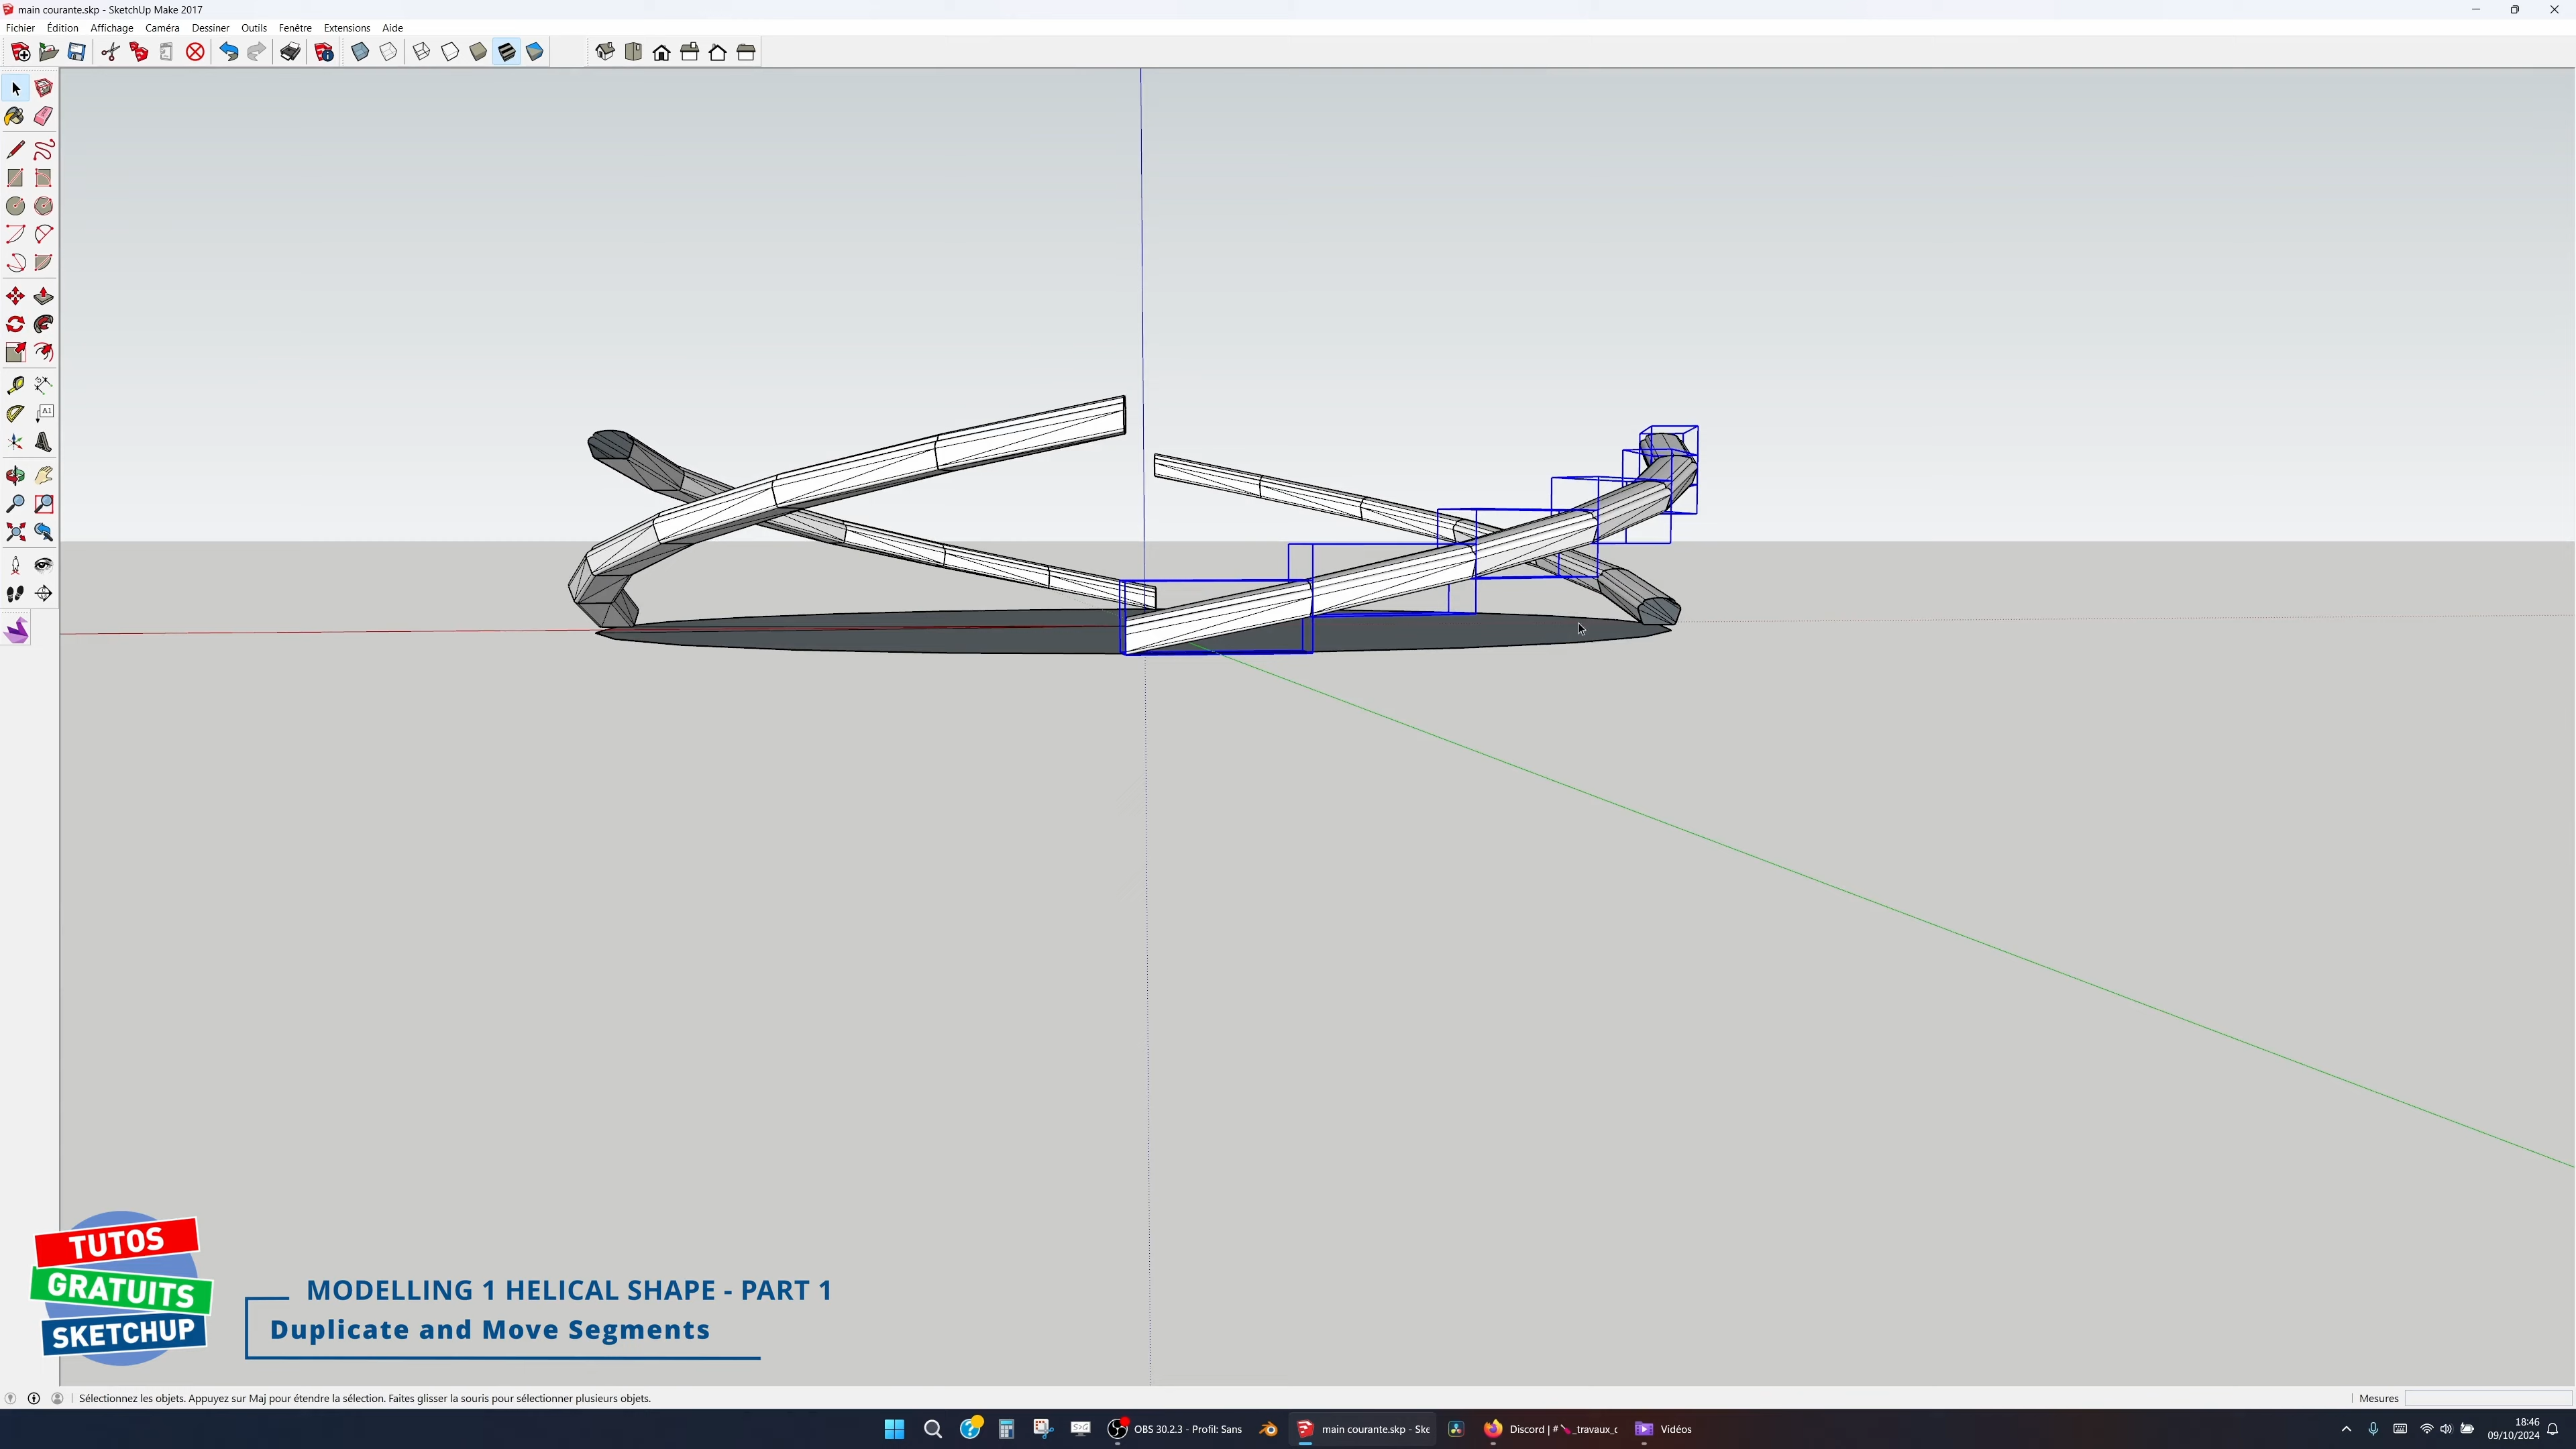 main courante.skp - SketchUp Make 2017
Fichier Édition Affichage Caméra Dessiner Outils Fenêtre Extensions Aide
A1
TUTOS
GRATUITS
SKETCHUP
MODELLING 1 HELICAL SHAPE - PART 1
Duplicate and Move Segments
Sélectionnez les objets. Appuyez sur Maj pour étendre la sélection. Faites glisser la souris pour sélectionner plusieurs objets.
Mesures
OBS 30.2.3 - Profil: Sans
main courante.skp - Ske
Discord | #
_travaux_c
Vidéos
18:46
09/10/2024